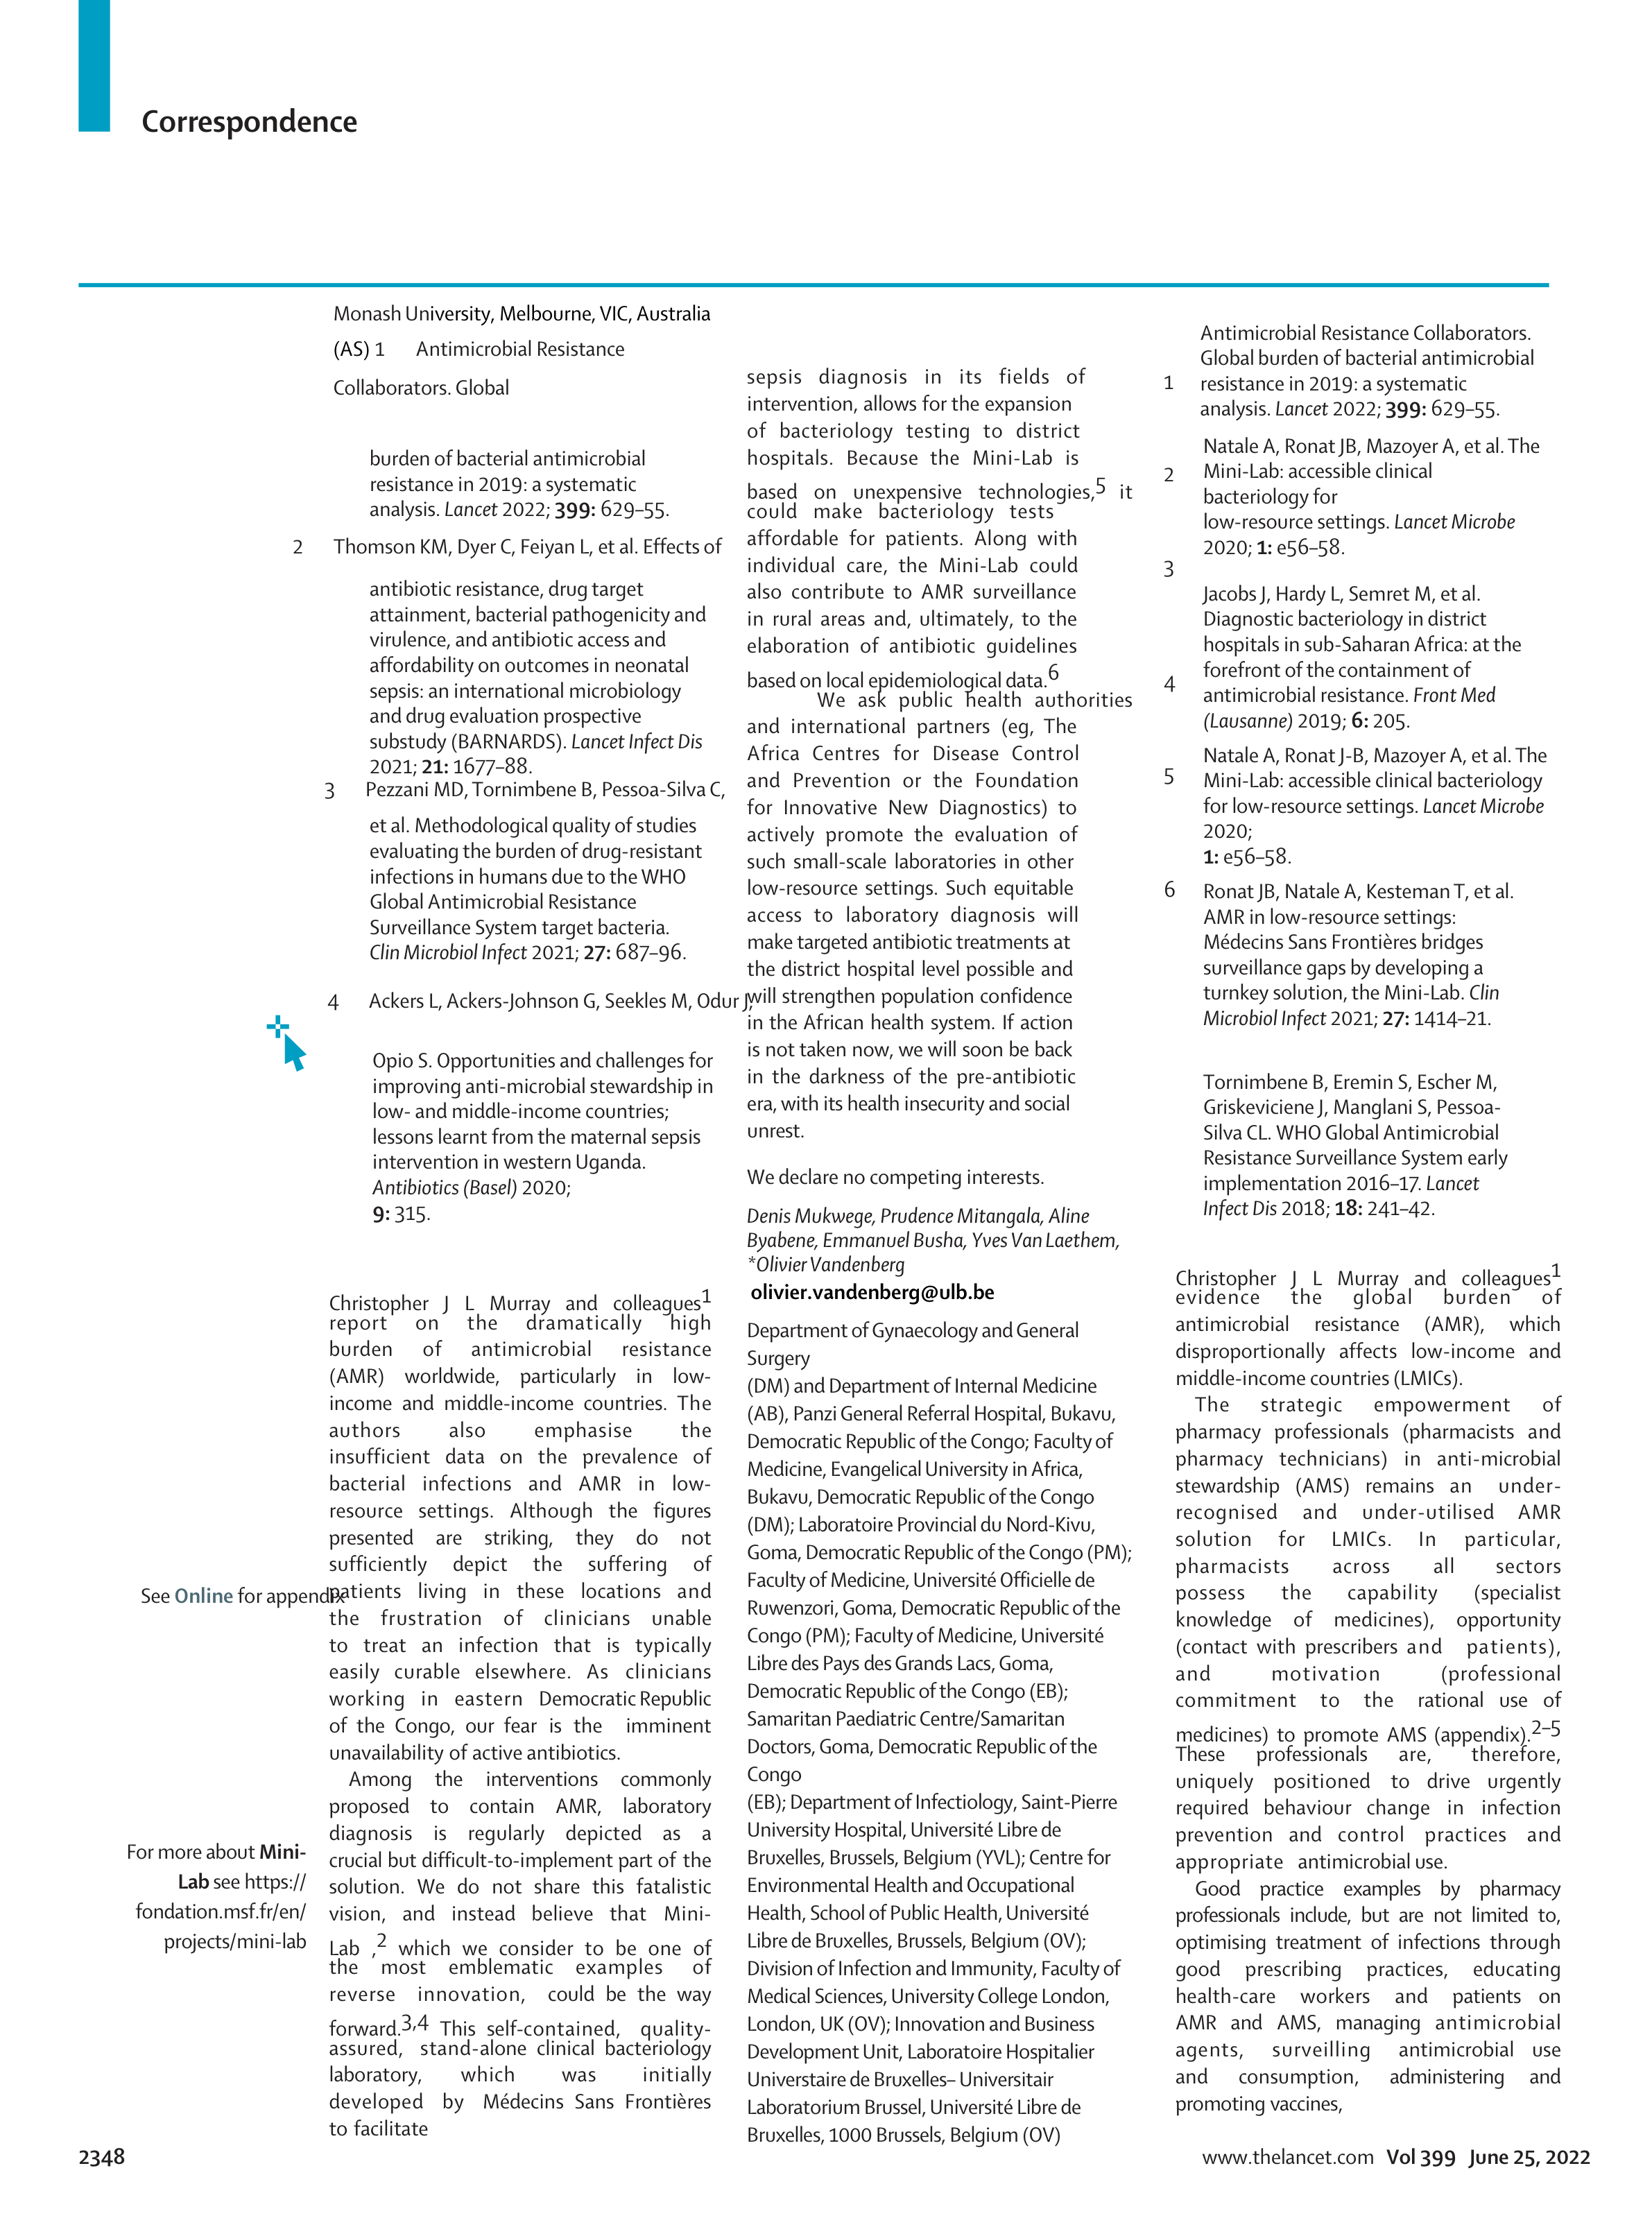 Correspondence
Monash University, Melbourne, VIC, Australia
(AS) 1 Antimicrobial Resistance
Collaborators. Global
burden of bacterial antimicrobial
resistance in 2019: a systematic
analysis. Lancet 2022; 399: 629–55.
2 Thomson KM, Dyer C, Feiyan L, et al. Effects of
antibiotic resistance, drug target
attainment, bacterial pathogenicity and
virulence, and antibiotic access and
affordability on outcomes in neonatal
sepsis: an international microbiology
and drug evaluation prospective
substudy (BARNARDS). Lancet Infect Dis
2021; 21: 1677–88.
3 Pezzani MD, Tornimbene B, Pessoa-Silva C,
et al. Methodological quality of studies
evaluating the burden of drug-resistant
infections in humans due to the WHO
Global Antimicrobial Resistance
Surveillance System target bacteria.
Clin Microbiol Infect 2021; 27: 687–96.
4 Ackers L, Ackers-Johnson G, Seekles M, Odur J,
Opio S. Opportunities and challenges for
improving anti-microbial stewardship in
low- and middle-income countries;
lessons learnt from the maternal sepsis
intervention in western Uganda.
Antibiotics (Basel) 2020;
9: 315.
See Online for appendix
For more about Mini-
Lab see https://
fondation.msf.fr/en/
projects/mini-lab
Christopher J L Murray and colleagues1
report on the dramatically high
burden of antimicrobial resistance
(AMR) worldwide, particularly in low-
income and middle-income countries. The
authors also emphasise the
insufficient data on the prevalence of
bacterial infections and AMR in low-
resource settings. Although the figures
presented are striking, they do not
sufficiently depict the suffering of
patients living in these locations and
the frustration of clinicians unable
to treat an infection that is typically
easily curable elsewhere. As clinicians
working in eastern Democratic Republic
of the Congo, our fear is the imminent
unavailability of active antibiotics.
Among the interventions commonly
proposed to contain AMR, laboratory
diagnosis is regularly depicted as a
crucial but difficult-to-implement part of the
solution. We do not share this fatalistic
vision, and instead believe that Mini-
Lab ,2 which we consider to be one of
the most emblematic examples of
reverse innovation, could be the way
forward.3,4 This self-contained, quality-
assured, stand-alone clinical bacteriology
laboratory, which was initially
developed by Médecins Sans Frontières
to facilitate
sepsis diagnosis in its fields of
intervention, allows for the expansion
of bacteriology testing to district
hospitals. Because the Mini-Lab is
based on unexpensive technologies,5 it
could make bacteriology tests
affordable for patients. Along with
individual care, the Mini-Lab could
also contribute to AMR surveillance
in rural areas and, ultimately, to the
elaboration of antibiotic guidelines
based on local epidemiological data.6
We ask public health authorities
and international partners (eg, The
Africa Centres for Disease Control
and Prevention or the Foundation
for Innovative New Diagnostics) to
actively promote the evaluation of
such small-scale laboratories in other
low-resource settings. Such equitable
access to laboratory diagnosis will
make targeted antibiotic treatments at
the district hospital level possible and
will strengthen population confidence
in the African health system. If action
is not taken now, we will soon be back
in the darkness of the pre-antibiotic
era, with its health insecurity and social
unrest.
We declare no competing interests.
Denis Mukwege, Prudence Mitangala, Aline
Byabene, Emmanuel Busha, Yves Van Laethem,
*Olivier Vandenberg
olivier.vandenberg@ulb.be
Department of Gynaecology and General
Surgery
(DM) and Department of Internal Medicine
(AB), Panzi General Referral Hospital, Bukavu,
Democratic Republic of the Congo; Faculty of
Medicine, Evangelical University in Africa,
Bukavu, Democratic Republic of the Congo
(DM); Laboratoire Provincial du Nord-Kivu,
Goma, Democratic Republic of the Congo (PM);
Faculty of Medicine, Université Officielle de
Ruwenzori, Goma, Democratic Republic of the
Congo (PM); Faculty of Medicine, Université
Libre des Pays des Grands Lacs, Goma,
Democratic Republic of the Congo (EB);
Samaritan Paediatric Centre/Samaritan
Doctors, Goma, Democratic Republic of the
Congo
(EB); Department of Infectiology, Saint-Pierre
University Hospital, Université Libre de
Bruxelles, Brussels, Belgium (YVL); Centre for
Environmental Health and Occupational
Health, School of Public Health, Université
Libre de Bruxelles, Brussels, Belgium (OV);
Division of Infection and Immunity, Faculty of
Medical Sciences, University College London,
London, UK (OV); Innovation and Business
Development Unit, Laboratoire Hospitalier
Universtaire de Bruxelles– Universitair
Laboratorium Brussel, Université Libre de
Bruxelles, 1000 Brussels, Belgium (OV)
Antimicrobial Resistance Collaborators.
Global burden of bacterial antimicrobial
1 resistance in 2019: a systematic
analysis. Lancet 2022; 399: 629–55.
Natale A, Ronat JB, Mazoyer A, et al. The
2 Mini-Lab: accessible clinical
bacteriology for
low-resource settings. Lancet Microbe
2020; 1: e56–58.
3
Jacobs J, Hardy L, Semret M, et al.
Diagnostic bacteriology in district
hospitals in sub-Saharan Africa: at the
forefront of the containment of
4 antimicrobial resistance. Front Med
(Lausanne) 2019; 6: 205.
Natale A, Ronat J-B, Mazoyer A, et al. The
5 Mini-Lab: accessible clinical bacteriology
for low-resource settings. Lancet Microbe
2020;
1: e56–58.
6 Ronat JB, Natale A, Kesteman T, et al.
AMR in low-resource settings:
Médecins Sans Frontières bridges
surveillance gaps by developing a
turnkey solution, the Mini-Lab. Clin
Microbiol Infect 2021; 27: 1414–21.
Tornimbene B, Eremin S, Escher M,
Griskeviciene J, Manglani S, Pessoa-
Silva CL. WHO Global Antimicrobial
Resistance Surveillance System early
implementation 2016–17. Lancet
Infect Dis 2018; 18: 241–42.
Christopher J L Murray and colleagues1
evidence the global burden of
antimicrobial resistance (AMR), which
disproportionally affects low-income and
middle-income countries (LMICs).
The strategic empowerment of
pharmacy professionals (pharmacists and
pharmacy technicians) in anti-microbial
stewardship (AMS) remains an under-
recognised and under-utilised AMR
solution for LMICs. In particular,
pharmacists across all sectors
possess the capability (specialist
knowledge of medicines), opportunity
(contact with prescribers and patients),
and motivation (professional
commitment to the rational use of
medicines) to promote AMS (appendix).2–5
These professionals are, therefore,
uniquely positioned to drive urgently
required behaviour change in infection
prevention and control practices and
appropriate antimicrobial use.
Good practice examples by pharmacy
professionals include, but are not limited to,
optimising treatment of infections through
good prescribing practices, educating
health-care workers and patients on
AMR and AMS, managing antimicrobial
agents, surveilling antimicrobial use
and consumption, administering and
promoting vaccines,
2348
www.thelancet.com Vol 399 June 25, 2022